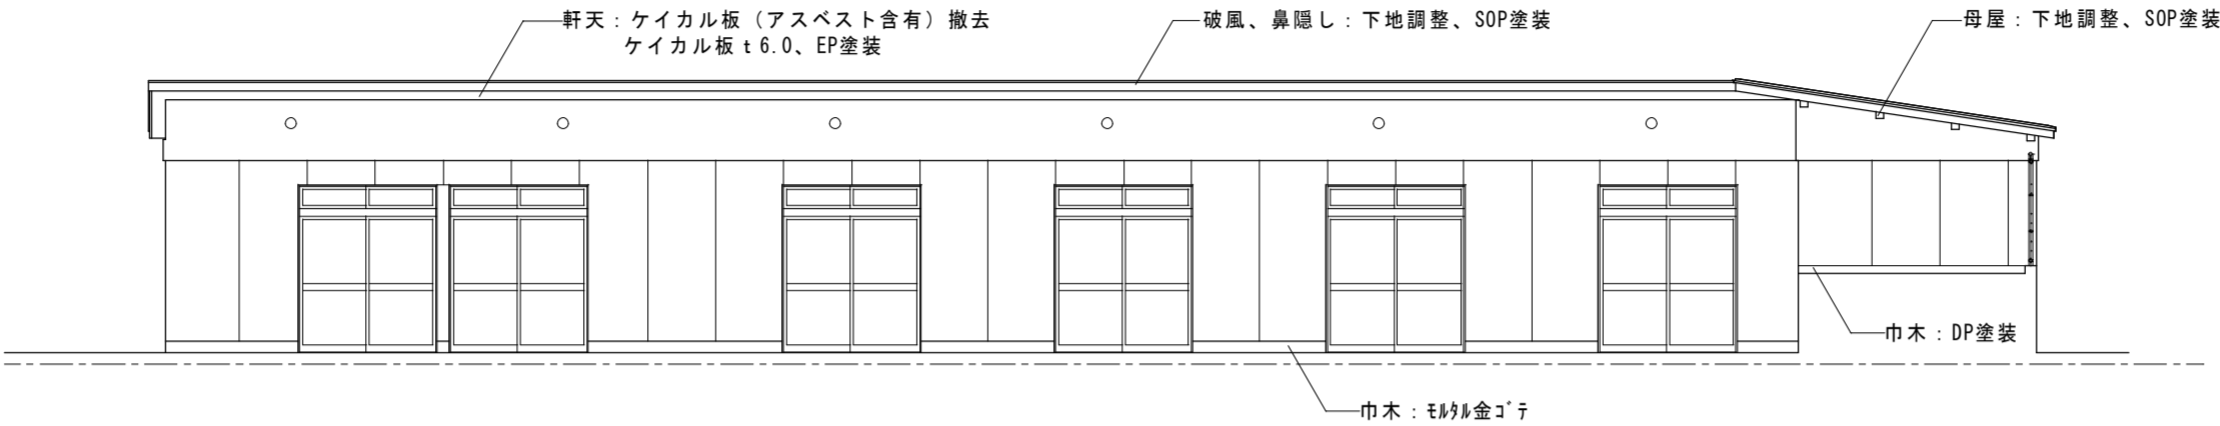 軒天：ケイカル板（アスベスト含有）撤去
ケイカル板ｔ6.0、EP塗装
破風、鼻隠し：下地調整、SOP塗装
母屋：下地調整、SOP塗装
巾木：DP塗装
巾木：ﾓﾙﾀﾙ金ｺﾞﾃ